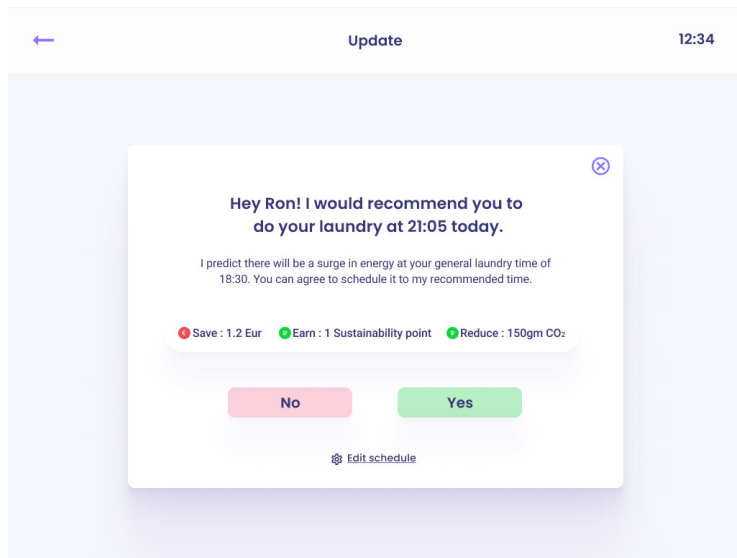 Update
12:34
Hey Ron! I would recommend you to
do your laundry at 21:05 today.
I predict there will be a surge in energy at your general laundry time of
18:30. You can agree to schedule it to my recommended time.
Save : 1.2 Eur Earn : 1 Sustainability point Reduce : 150gm CO₂
No
Yes
Edit schedule